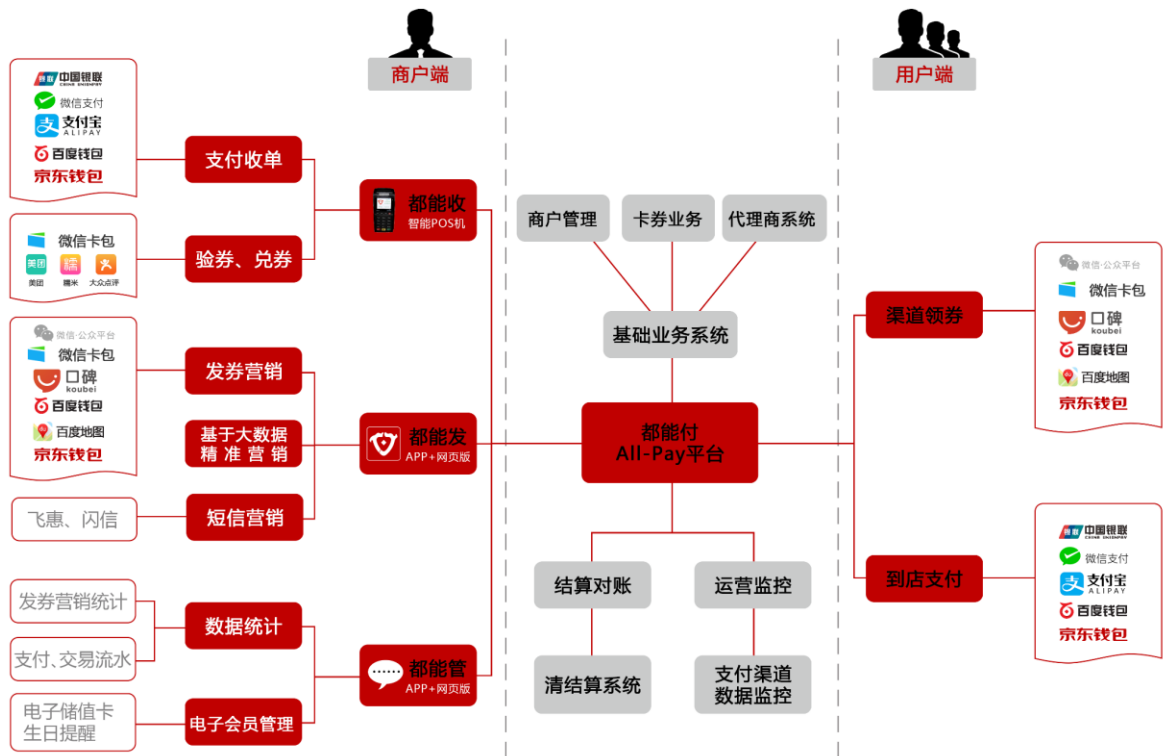 商户端
中国银联
CHINA UNIONPAY
微信支付
支付宝
ALIPAY
百度钱包
京东钱包
支付收单
微信卡包
美团
糯
美团
糯米
大众点评
验券、兑券
都能收
智能POS机
微信·公众平台
微信卡包
口碑
koubei
百度钱包
百度地图
京东钱包
发券营销
基于大数据
精准营销
飞惠、闪信
短信营销
都能发
APP+网页版
发券营销统计
支付、交易流水
数据统计
电子储值卡
生日提醒
电子会员管理
都能管
APP+网页版
商户管理
卡券业务
代理商系统
基础业务系统
都能付
All-Pay平台
结算对账
运营监控
清结算系统
支付渠道
数据监控
用户端
渠道领券
微信·公众平台
微信卡包
口碑
koubei
百度钱包
百度地图
京东钱包
到店支付
中国银联
CHINA UNIONPAY
微信支付
支付宝
ALIPAY
百度钱包
京东钱包